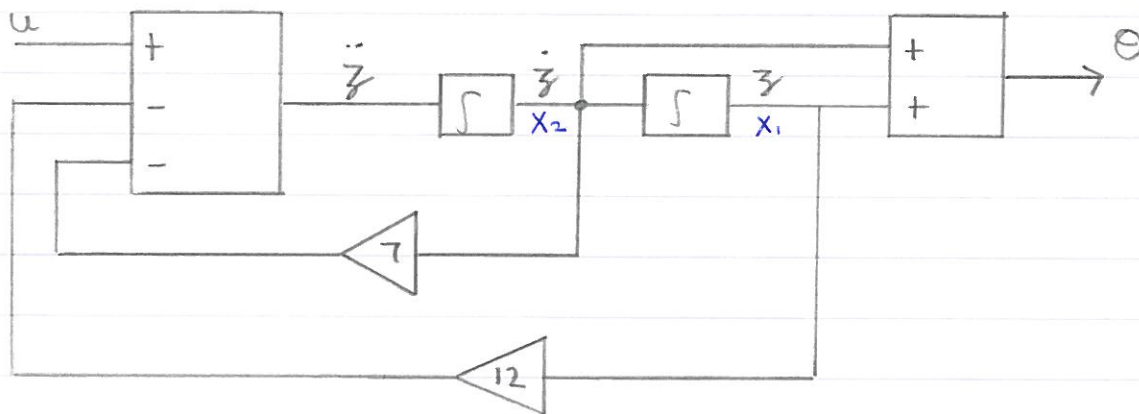 u
+
-
-
z̈
∫
ż
x₂
∫
z
x₁
+
+
θ
7
12